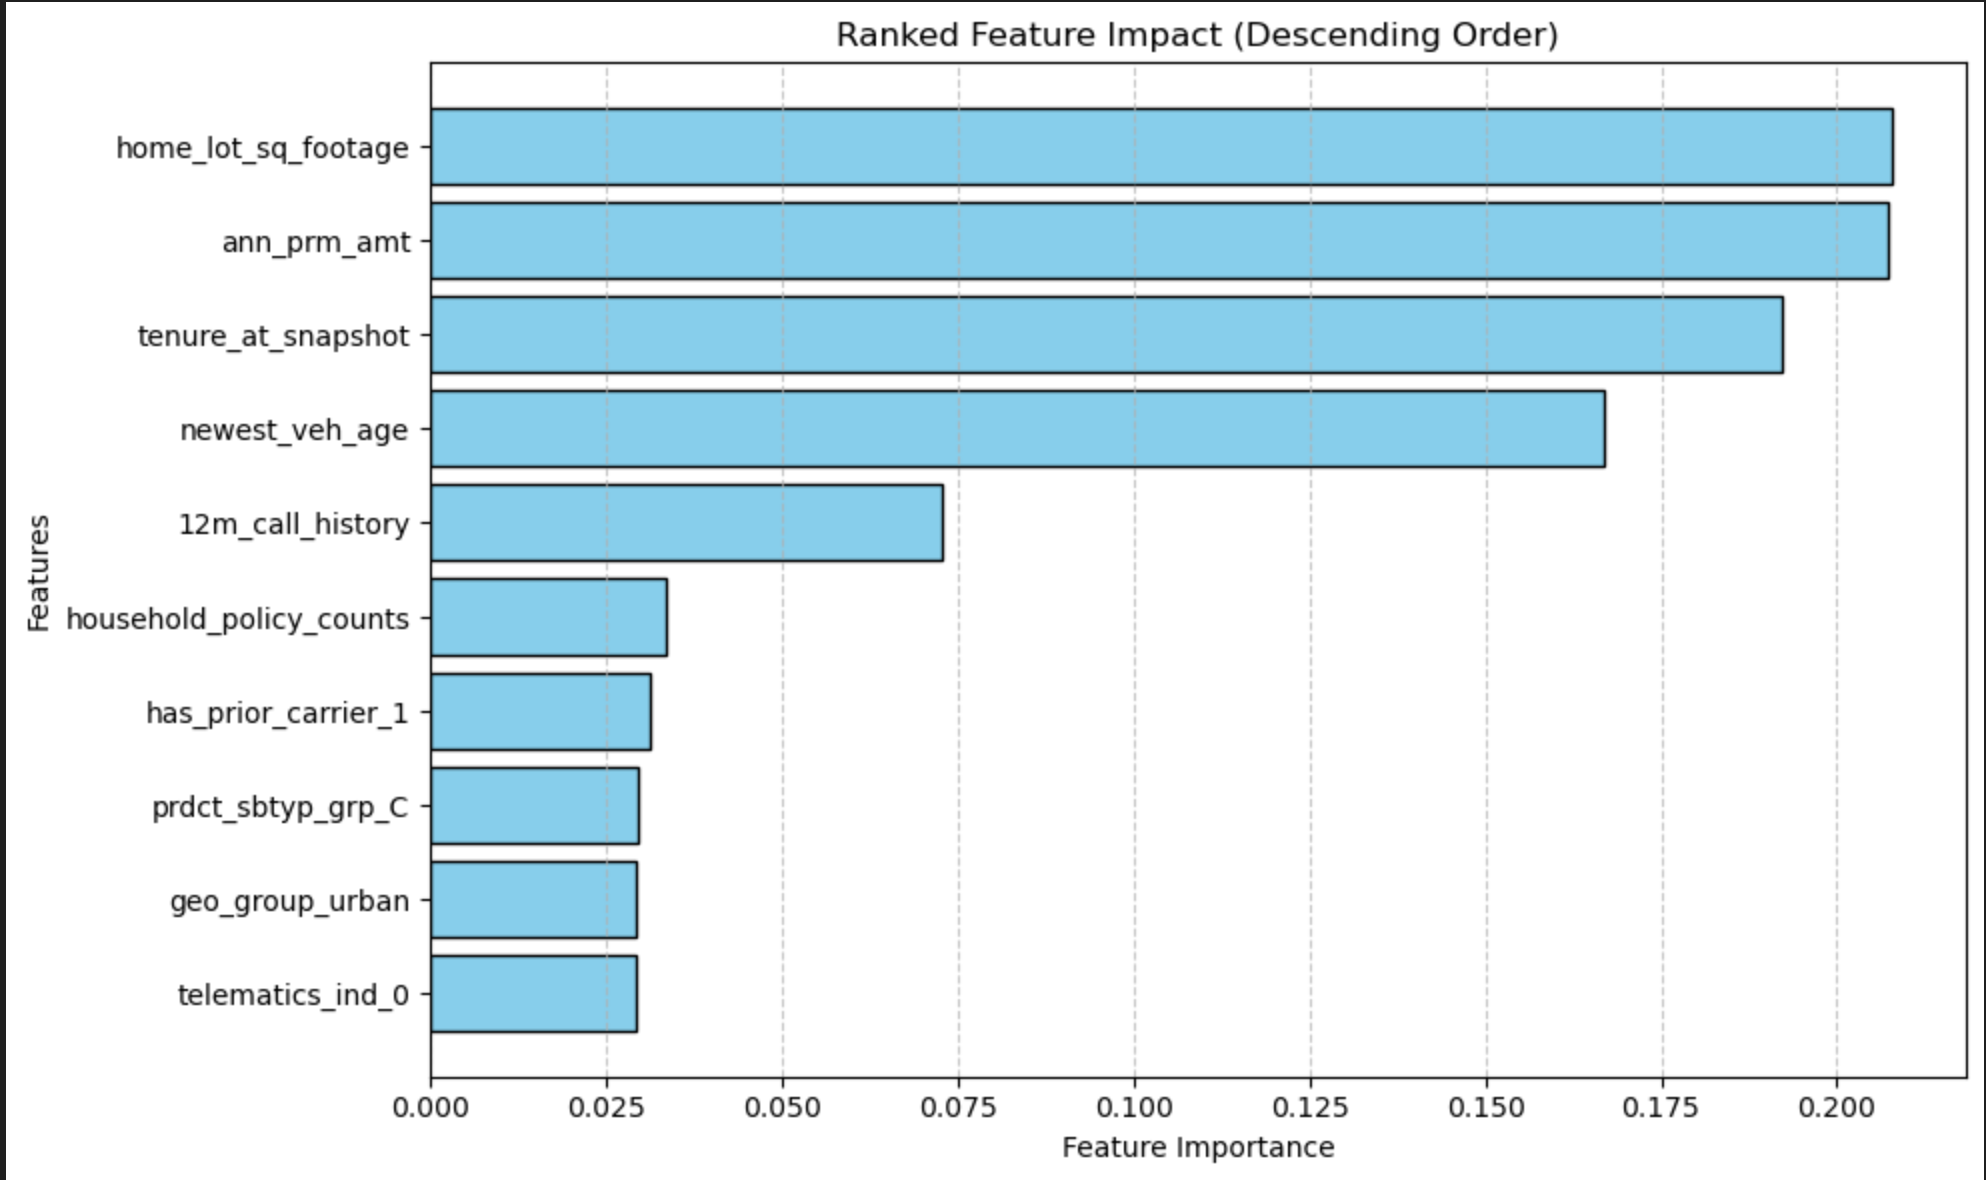 Ranked Feature Impact (Descending Order)
home_lot_sq_footage
ann_prm_amt
tenure_at_snapshot
newest_veh_age
12m_call_history
household_policy_counts
has_prior_carrier_1
prdct_sbtyp_grp_C
geo_group_urban
telematics_ind_0
Features
0.000 0.025 0.050 0.075 0.100 0.125 0.150 0.175 0.200
Feature Importance